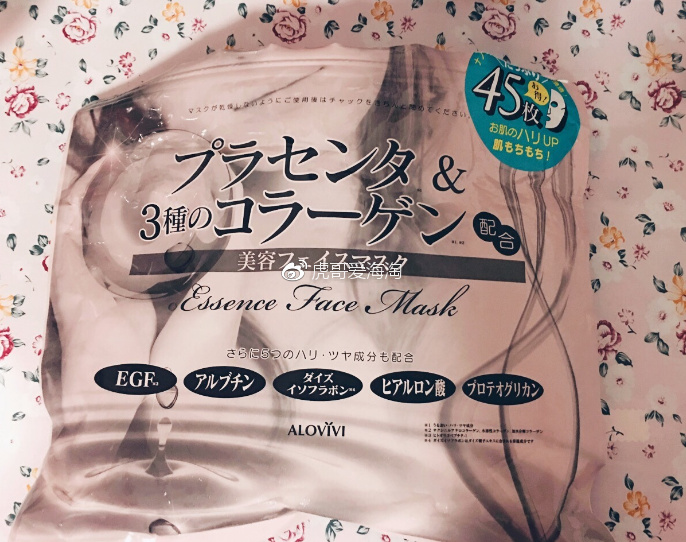 マスクが乾燥しないようにご使用後はチャックをきちんと閉めてください。
45枚
お得!
お肌のハリUP
肌もちもち!
プラセンタ &
3種のコラーゲン 配合
美容フェイスマスク
虎哥爱海淘
Essence Face Mask
さらに5つのハリ・ツヤ成分も配合
EGF アルブチン ダイズイソフラボン ヒアルロン酸 プロテオグリカン
ALOVIVI